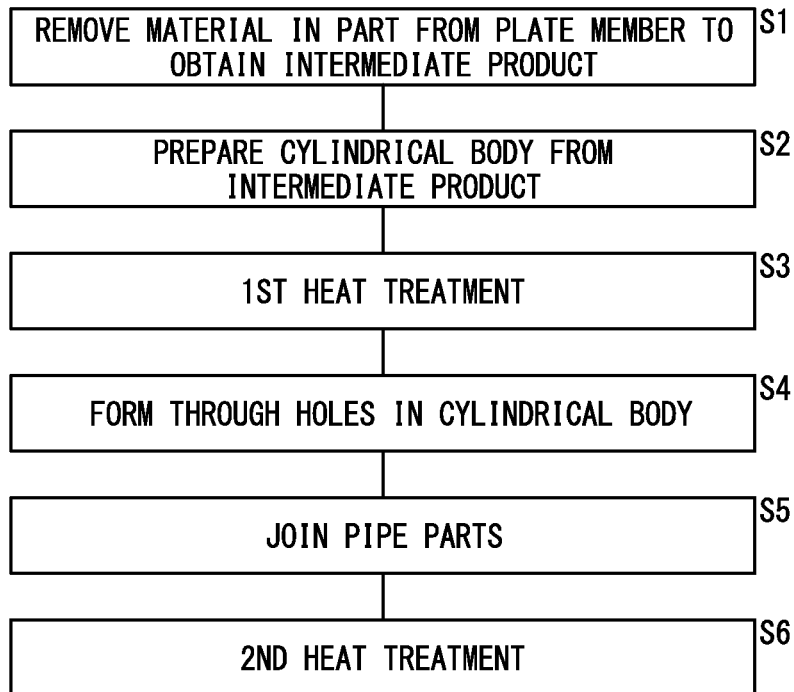 REMOVE MATERIAL IN PART FROM PLATE MEMBER TO
OBTAIN INTERMEDIATE PRODUCT
S1
PREPARE CYLINDRICAL BODY FROM
INTERMEDIATE PRODUCT
S2
1ST HEAT TREATMENT
S3
FORM THROUGH HOLES IN CYLINDRICAL BODY
S4
JOIN PIPE PARTS
S5
2ND HEAT TREATMENT
S6